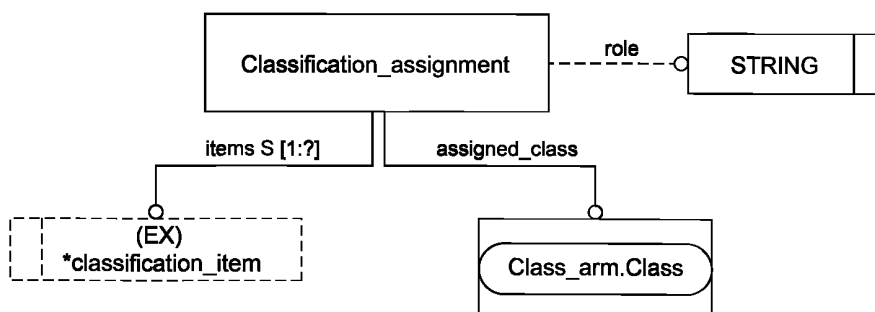 role
Classification_assignment
STRING
items S [1:?]
assigned_class
(EX)
*classification_item
Class_arm.Class